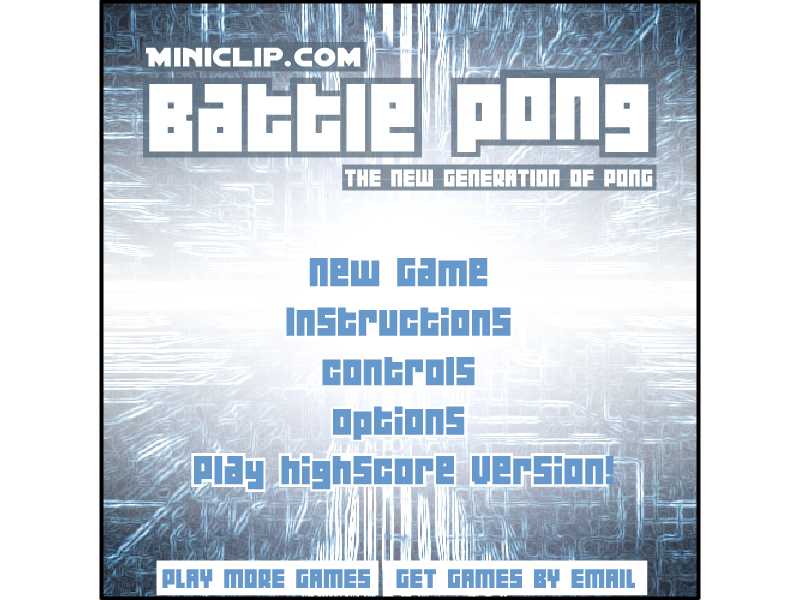 MINICLIP.COM
Battle Pong
THE NEW GENERATION OF PONG
New Game
Instructions
Controls
Options
Play Highscore Version!
PLAY MORE GAMES GET GAMES BY EMAIL